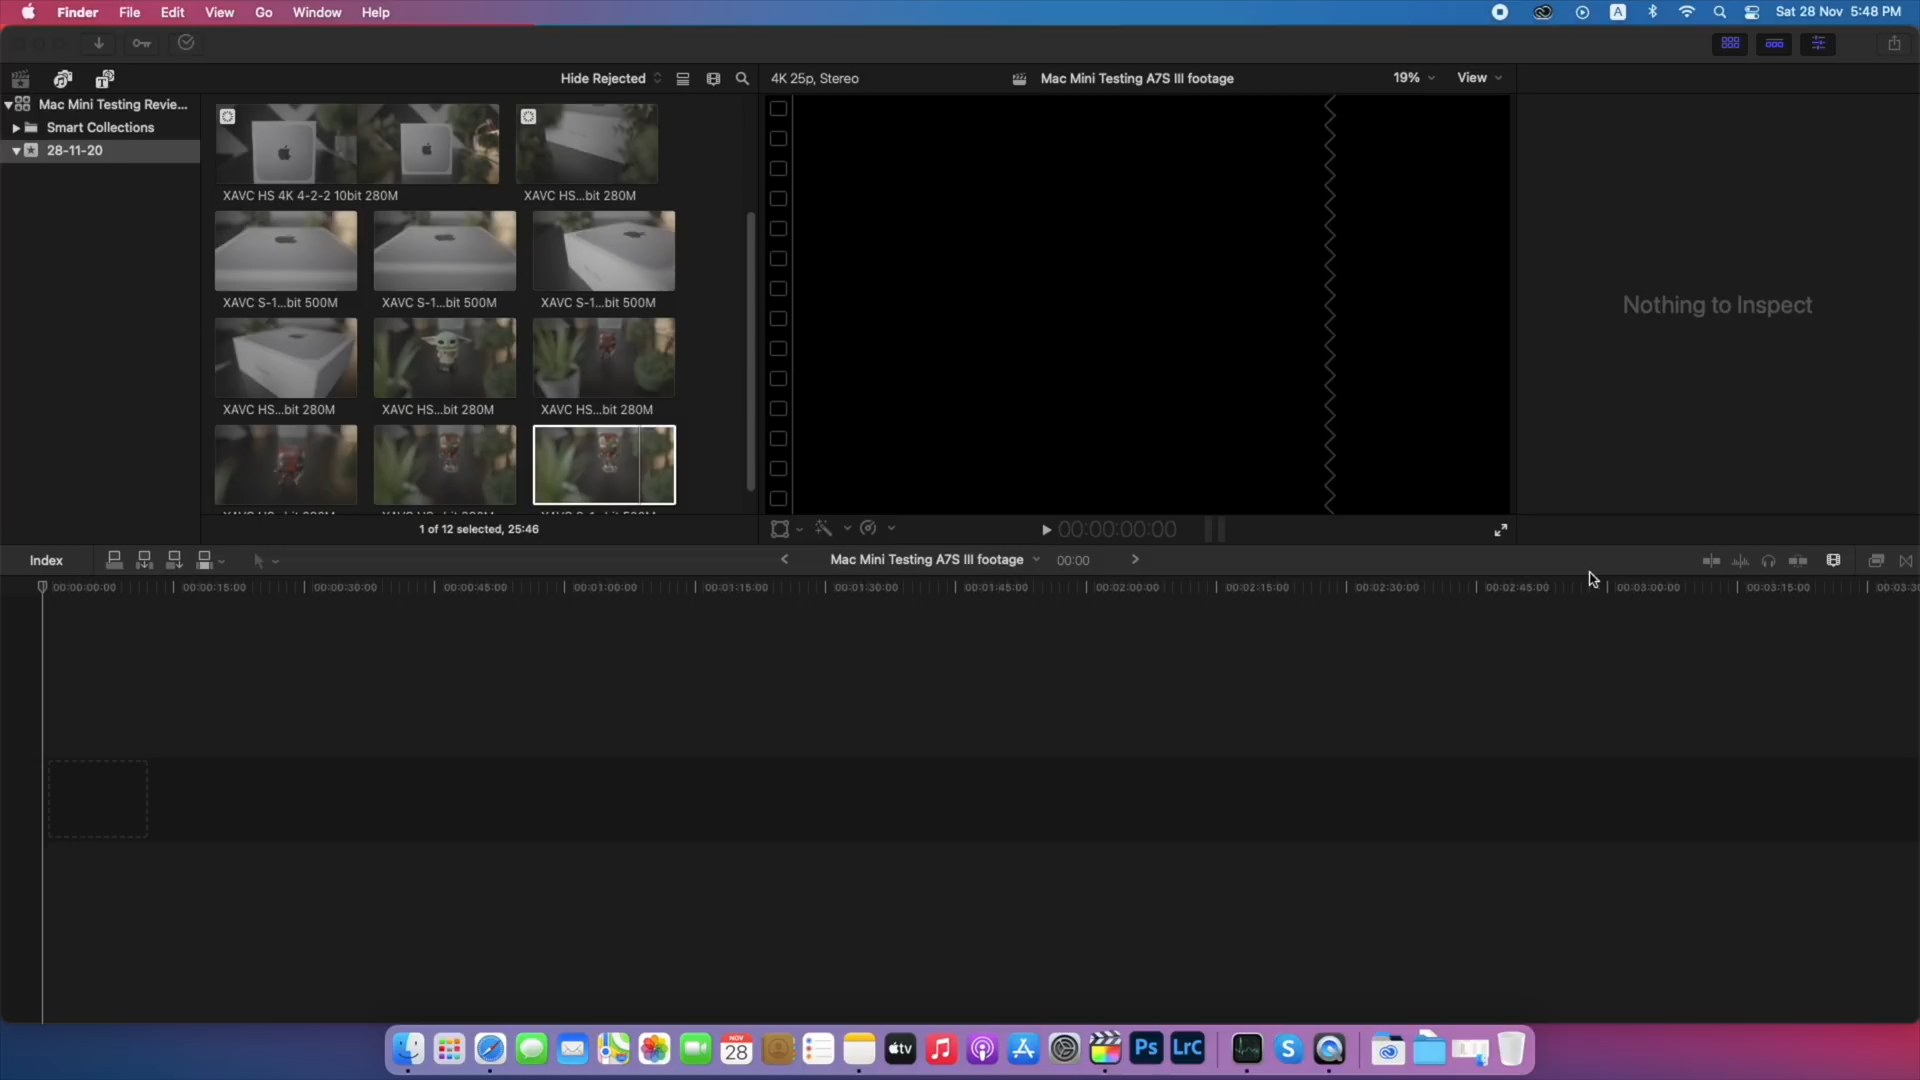 Finder File Edit View Go Window Help
A
Sat 28 Nov 5:48 PM
Hide Rejected
4K 25p, Stereo
Mac Mini Testing A7S III footage
19%
View
Mac Mini Testing Revie...
Smart Collections
28-11-20
XAVC HS 4K 4-2-2 10bit 280M
XAVC HS...bit 280M
XAVC S-1...bit 500M
XAVC S-1...bit 500M
XAVC S-1...bit 500M
XAVC HS...bit 280M
XAVC HS...bit 280M
XAVC HS...bit 280M
Nothing to Inspect
1 of 12 selected, 25:46
00:00:00:00
Index
Mac Mini Testing A7S III footage
00:00
00:00:00:00
00:00:15:00
00:00:30:00
00:00:45:00
00:01:00:00
00:01:15:00
00:01:30:00
00:01:45:00
00:02:00:00
00:02:15:00
00:02:30:00
00:02:45:00
00:03:00:00
00:03:15:00
NOV
28
tv
Ps
LrC